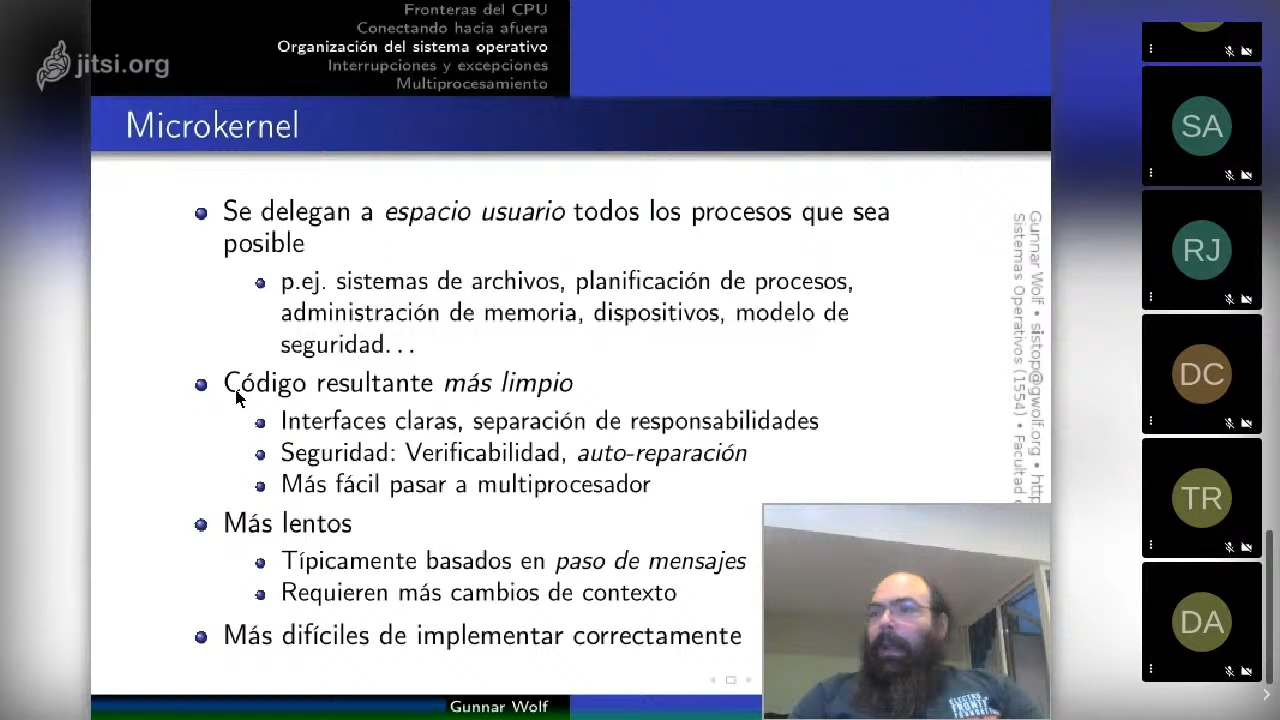 Fronteras del CPU
Conectando hacia afuera
Organización del sistema operativo
Interrupciones y excepciones
Multiprocesamiento
jitsi.org
Microkernel
Se delegan a espacio usuario todos los procesos que sea
posible
p.ej. sistemas de archivos, planificación de procesos,
administración de memoria, dispositivos, modelo de
seguridad...
Código resultante más limpio
Interfaces claras, separación de responsabilidades
Seguridad: Verificabilidad, auto-reparación
Más fácil pasar a multiprocesador
Más lentos
Típicamente basados en paso de mensajes
Requieren más cambios de contexto
Más difíciles de implementar correctamente
Gunnar Wolf • sistop@gwolf.org • http
Sistemas Operativos (1554) • Facultad
Gunnar Wolf
SA
RJ
DC
TR
DA
ELECTRO
FRONTI
FOUNDATION